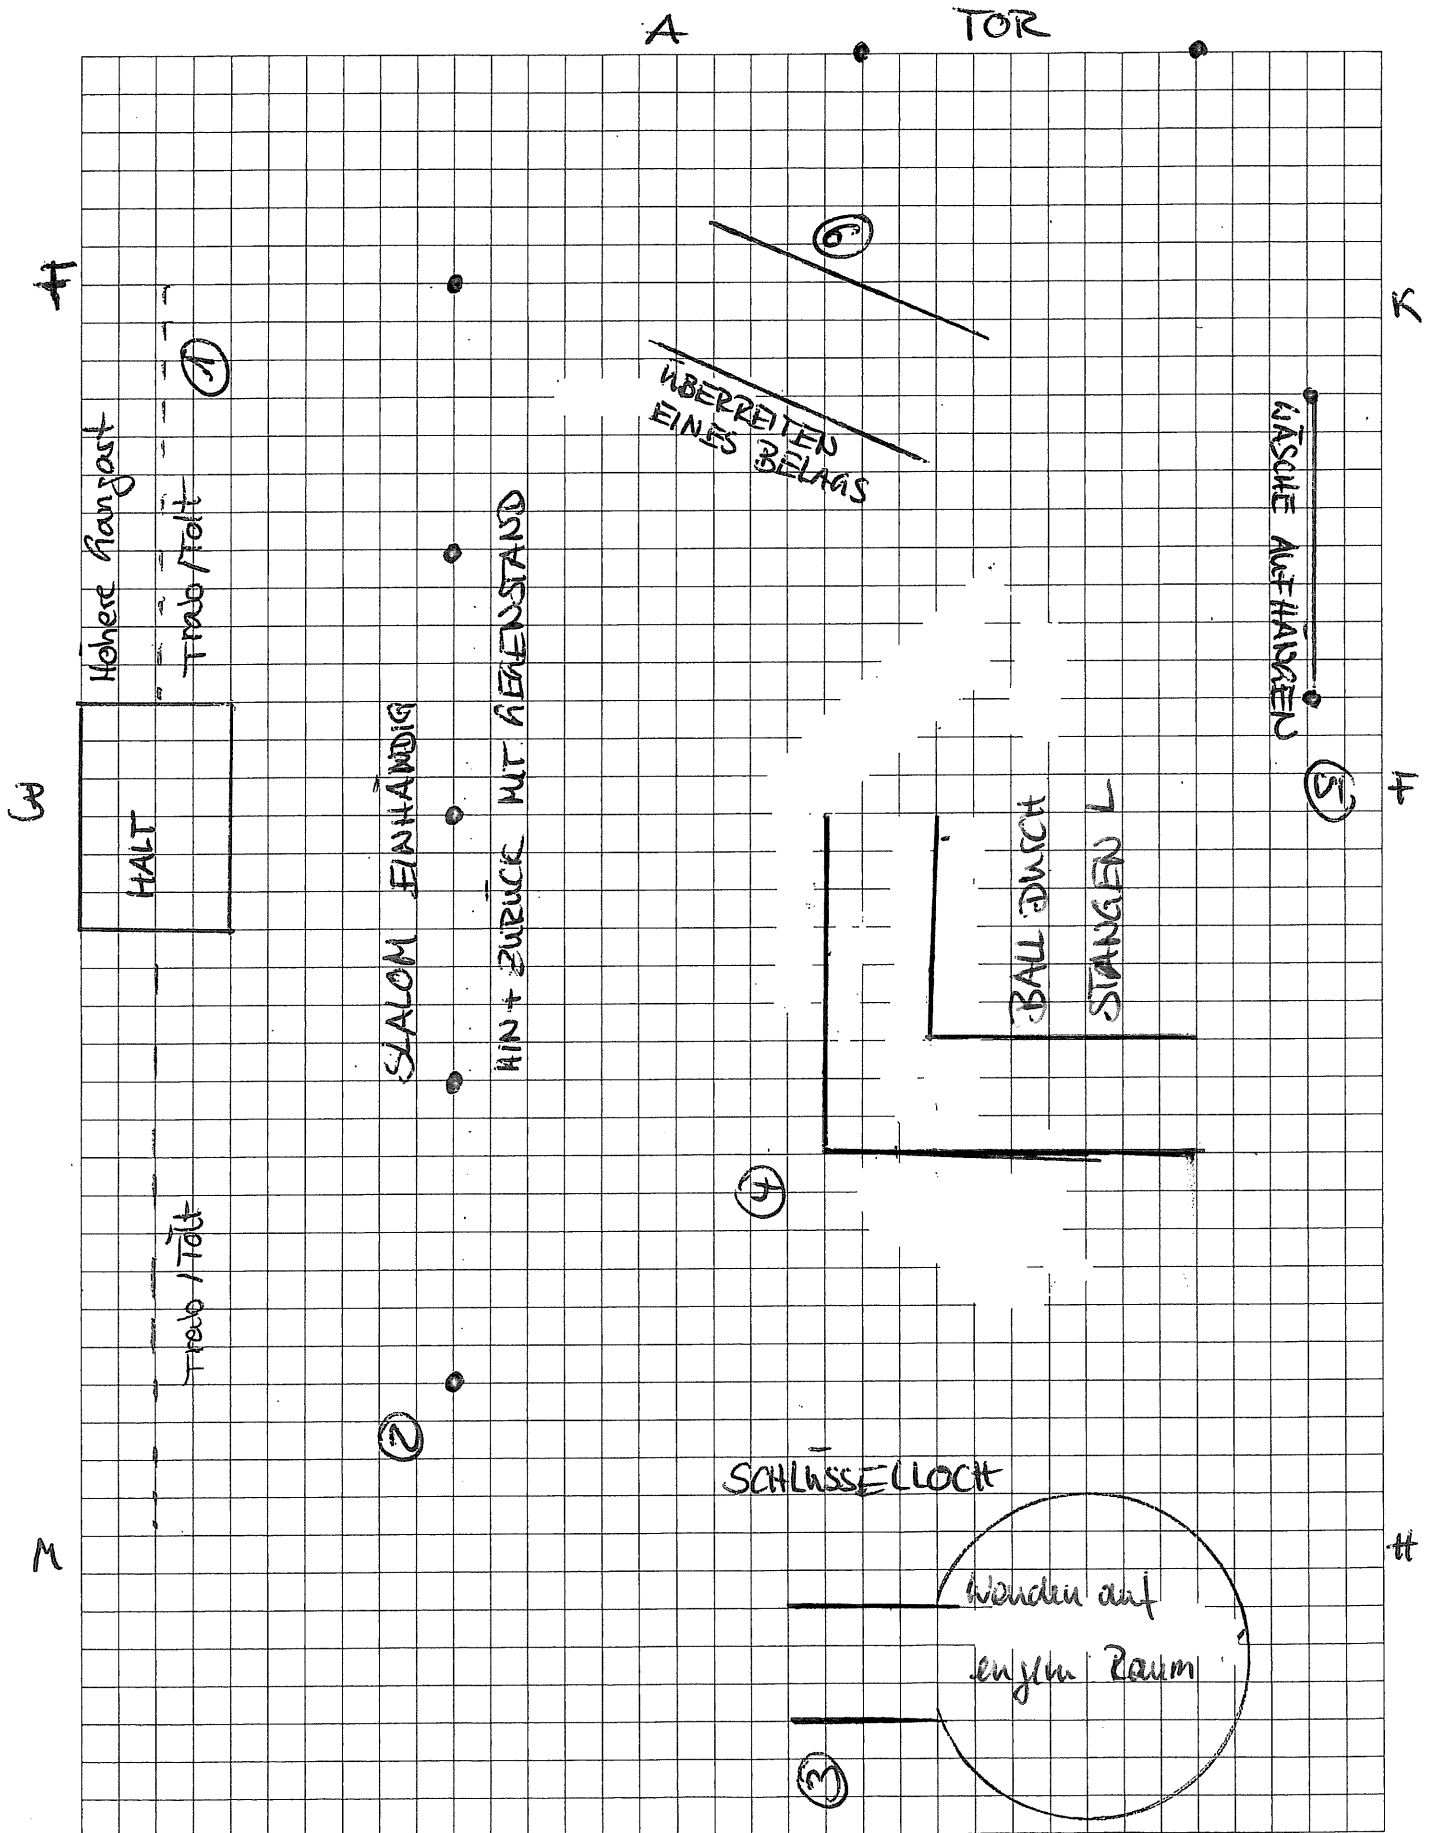 A
TOR
F
K
6
1
ÜBERREITEN
EINES BELAGS
WÄSCHE AUFHÄNGEN
5
Höhere Gangart
Trab/Tölt
B
HALT
SLALOM EINHÄNDIG
HIN + ZURÜCK MIT GEGENSTAND
BALL DURCH
STANGEN L
4
Trab/Tölt
2
SCHLÜSSELLOCH
M
H
Wenden auf
engem Raum
3